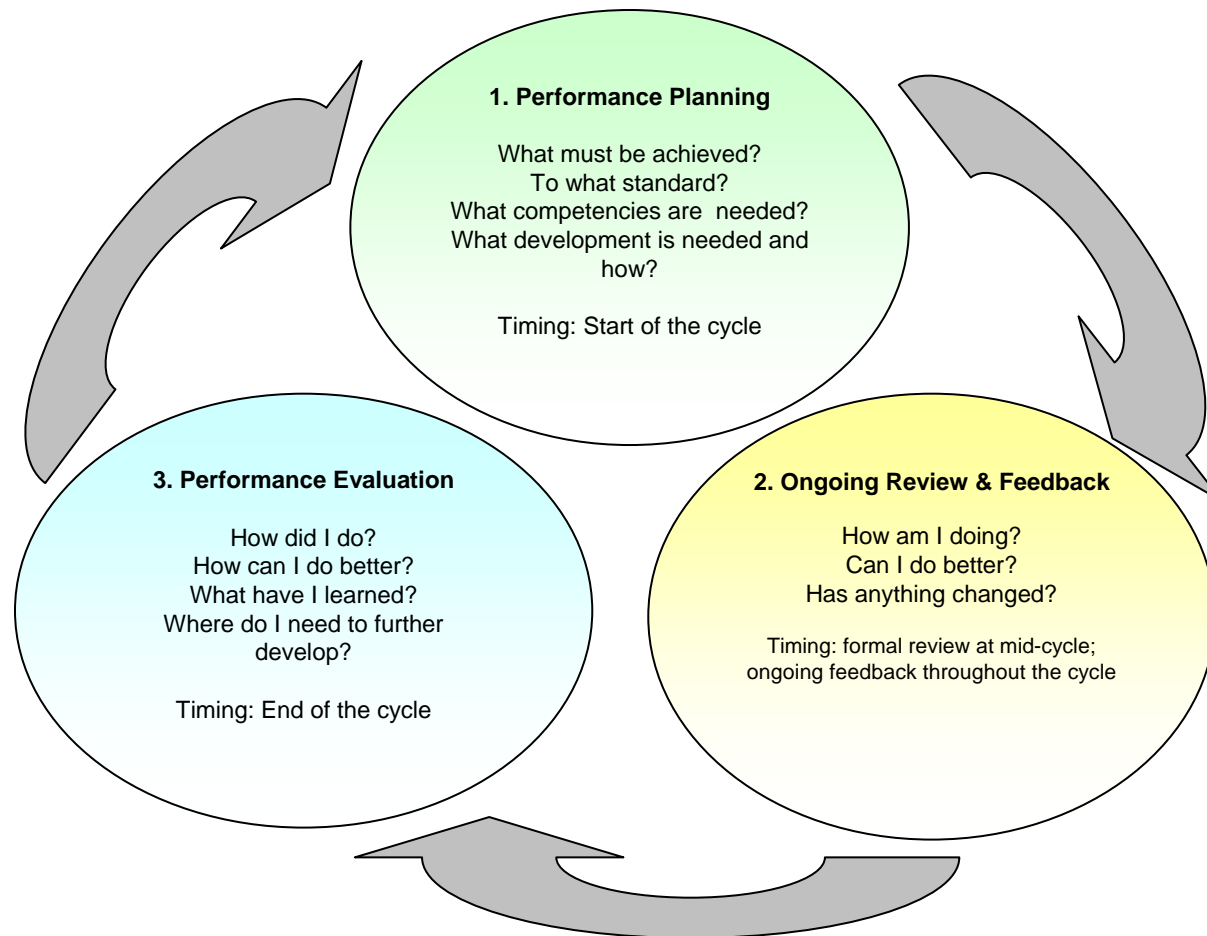 1. Performance Planning
What must be achieved?
To what standard?
What competencies are  needed?
What development is needed and
how?
Timing: Start of the cycle
2. Ongoing Review & Feedback
How am I doing?
Can I do better?
Has anything changed?
Timing: formal review at mid-cycle;
ongoing feedback throughout the cycle
3. Performance Evaluation
How did I do?
How can I do better?
What have I learned?
Where do I need to further
develop?
Timing: End of the cycle